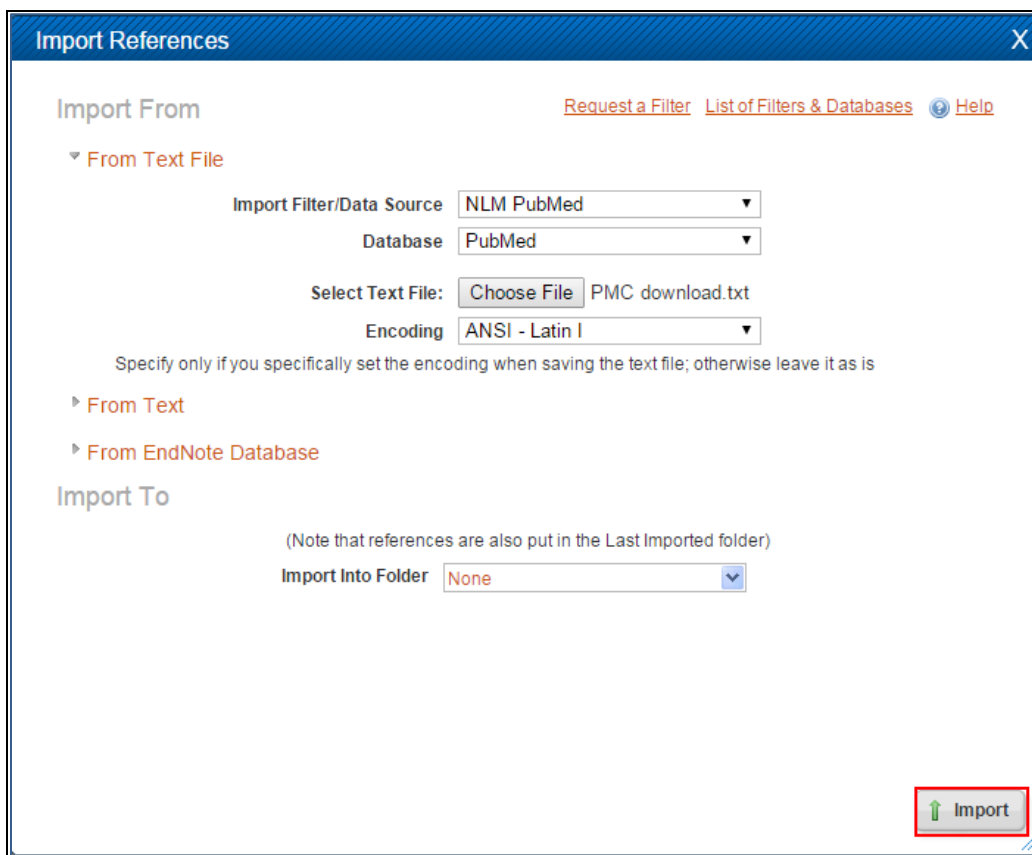 Import References X
Import From Request a Filter List of Filters & Databases ? Help
From Text File
Import Filter/Data Source NLM PubMed
Database PubMed
Select Text File: Choose File PMC download.txt
Encoding ANSI - Latin I
Specify only if you specifically set the encoding when saving the text file; otherwise leave it as is
From Text
From EndNote Database
Import To
(Note that references are also put in the Last Imported folder)
Import Into Folder None
Import